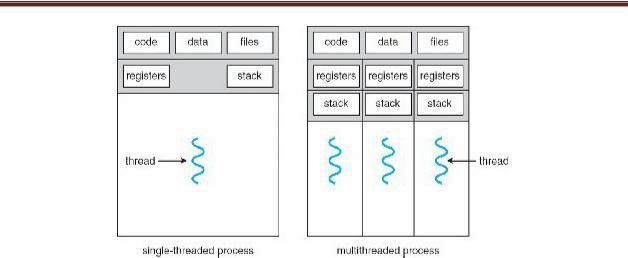 code data files code data files
registers stack registers registers registers
stack stack stack
thread thread
single-threaded process multithreaded process